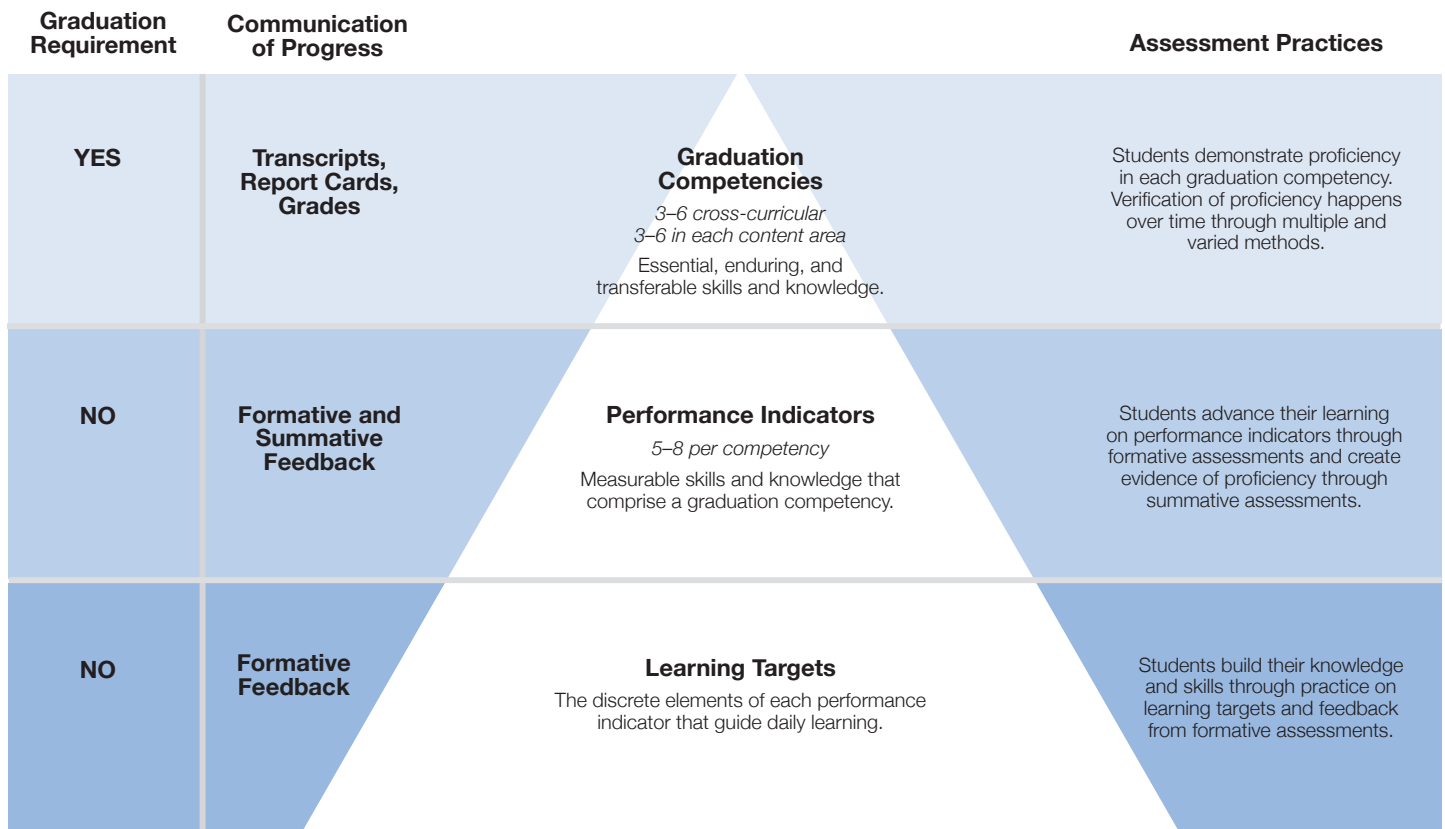 Graduation
Requirement
Communication
of Progress
Assessment Practices
YES
Transcripts,
Report Cards,
Grades
Graduation
Competencies
3–6 cross-curricular
3–6 in each content area
Essential, enduring, and
transferable skills and knowledge.
Students demonstrate proficiency
in each graduation competency.
Verification of proficiency happens
over time through multiple and
varied methods.
NO
Formative and
Summative
Feedback
Performance Indicators
5–8 per competency
Measurable skills and knowledge that
comprise a graduation competency.
Students advance their learning
on performance indicators through
formative assessments and create
evidence of proficiency through
summative assessments.
NO
Formative
Feedback
Learning Targets
The discrete elements of each performance
indicator that guide daily learning.
Students build their knowledge
and skills through practice on
learning targets and feedback
from formative assessments.